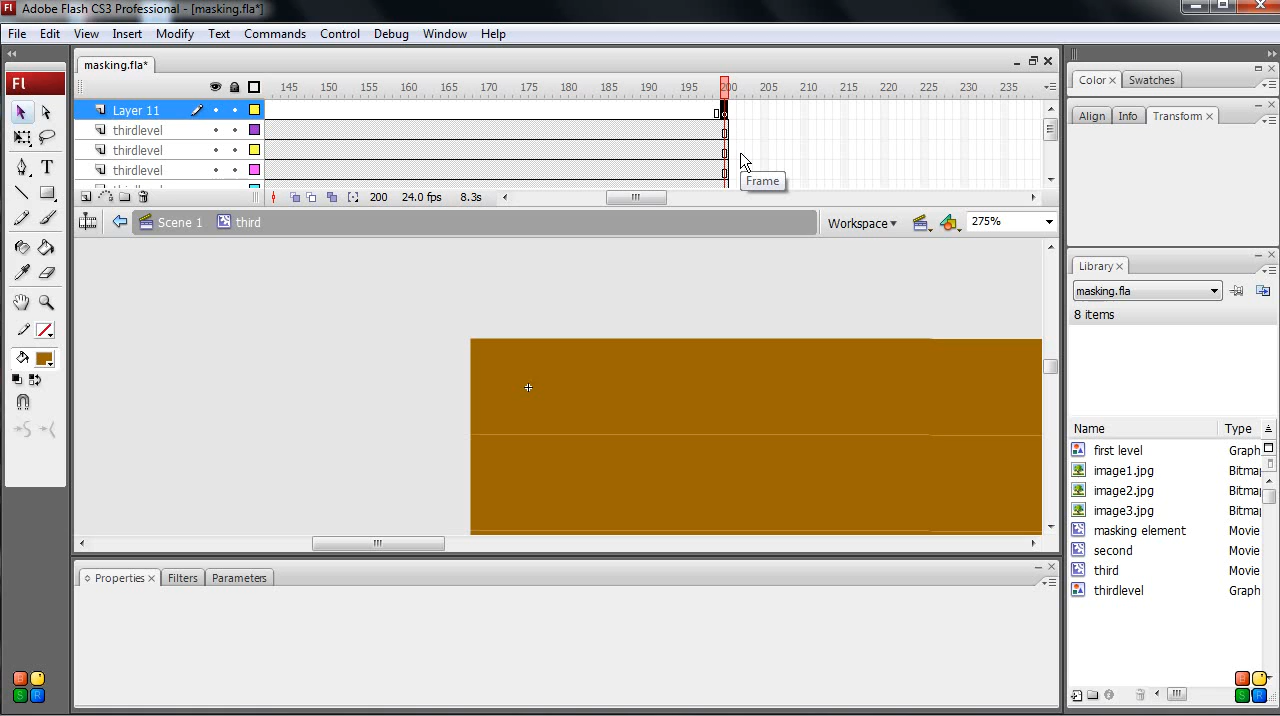 Fl Adobe Flash CS3 Professional - [masking.fla*]
File Edit View Insert Modify Text Commands Control Debug Window Help
masking.fla*
Fl
145 150 155 160 165 170 175 180 185 190 195 200 205 210 215 220 225 230 235
Layer 11
thirdlevel
thirdlevel
thirdlevel
Frame
200 24.0 fps 8.3s
Scene 1 third Workspace 275%
Properties Filters Parameters
Color Swatches
Align Info Transform
Library
masking.fla
8 items
Name Type
first level Graph
image1.jpg Bitma
image2.jpg Bitma
image3.jpg Bitma
masking element Movie
second Movie
third Movie
thirdlevel Graph
B
S R
B
S R